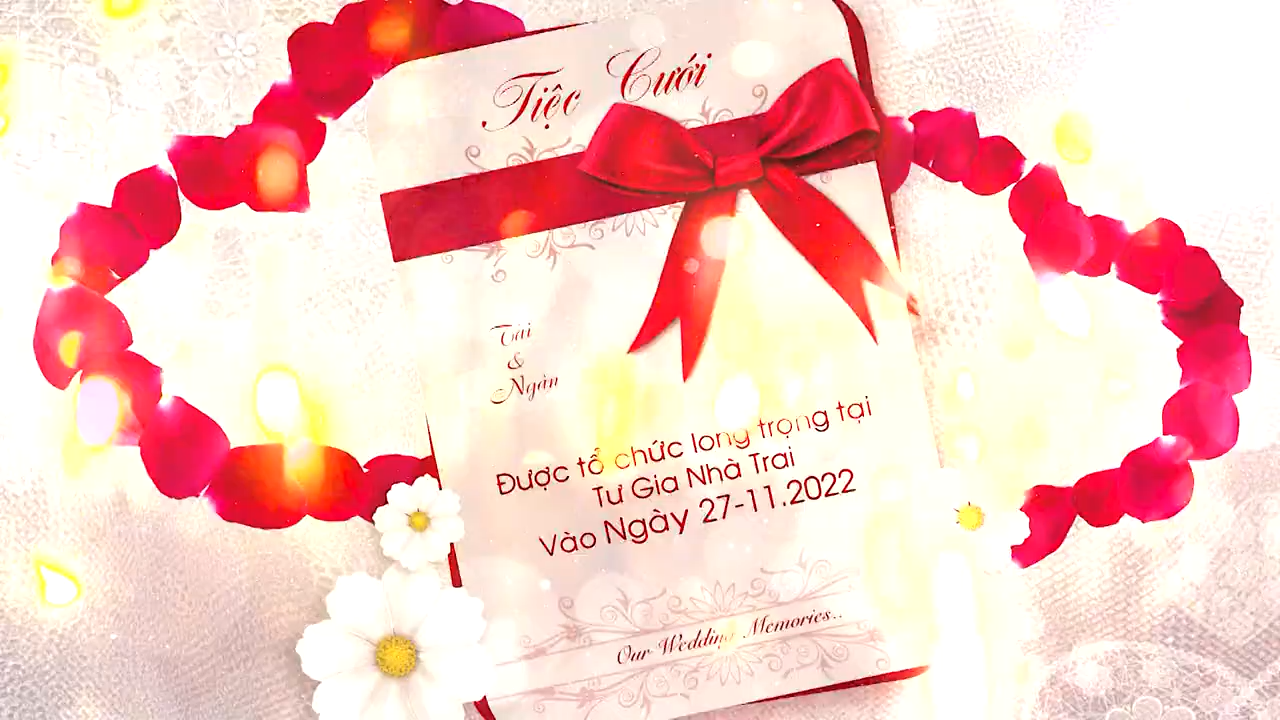 Tiệc Cưới
Tài
&
Ngân
Được tổ chức long trọng tại
Tư Gia Nhà Trai
Vào Ngày 27-11.2022
Our Wedding Memories..